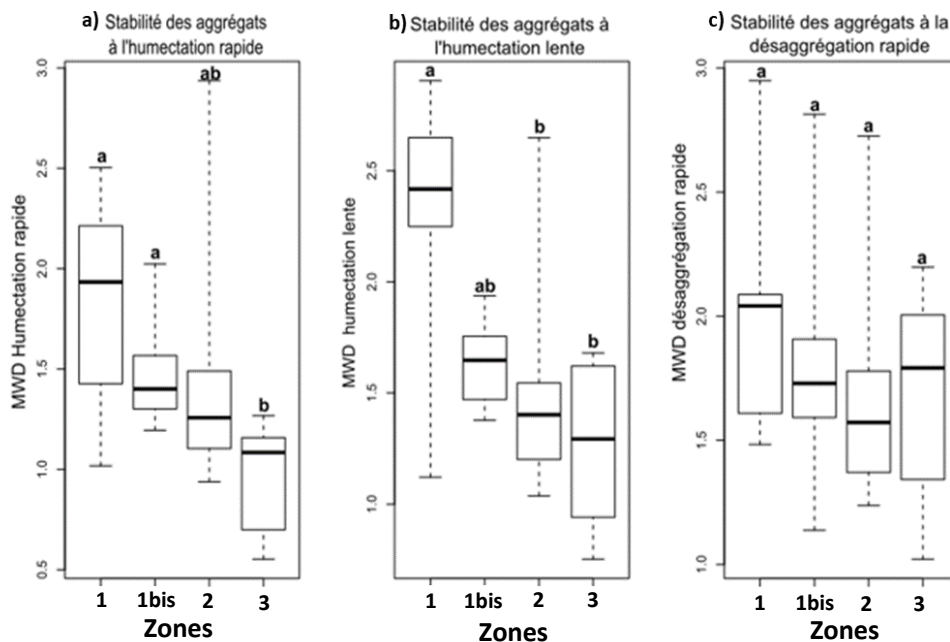 a) Stabilité des aggrégats
à l'humectation rapide
MWD Humectation rapide
3.0
2.5
2.0
1.5
1.0
0.5
a
a
ab
b
1 1bis 2 3
Zones
b) Stabilité des aggrégats à
l'humectation lente
MWD humectation lente
2.5
2.0
1.5
1.0
a
ab
b
b
1 1bis 2 3
Zones
c) Stabilité des aggrégats à la
désaggrégation rapide
MWD désaggrégation rapide
3.0
2.5
2.0
1.5
1.0
a
a
a
a
1 1bis 2 3
Zones